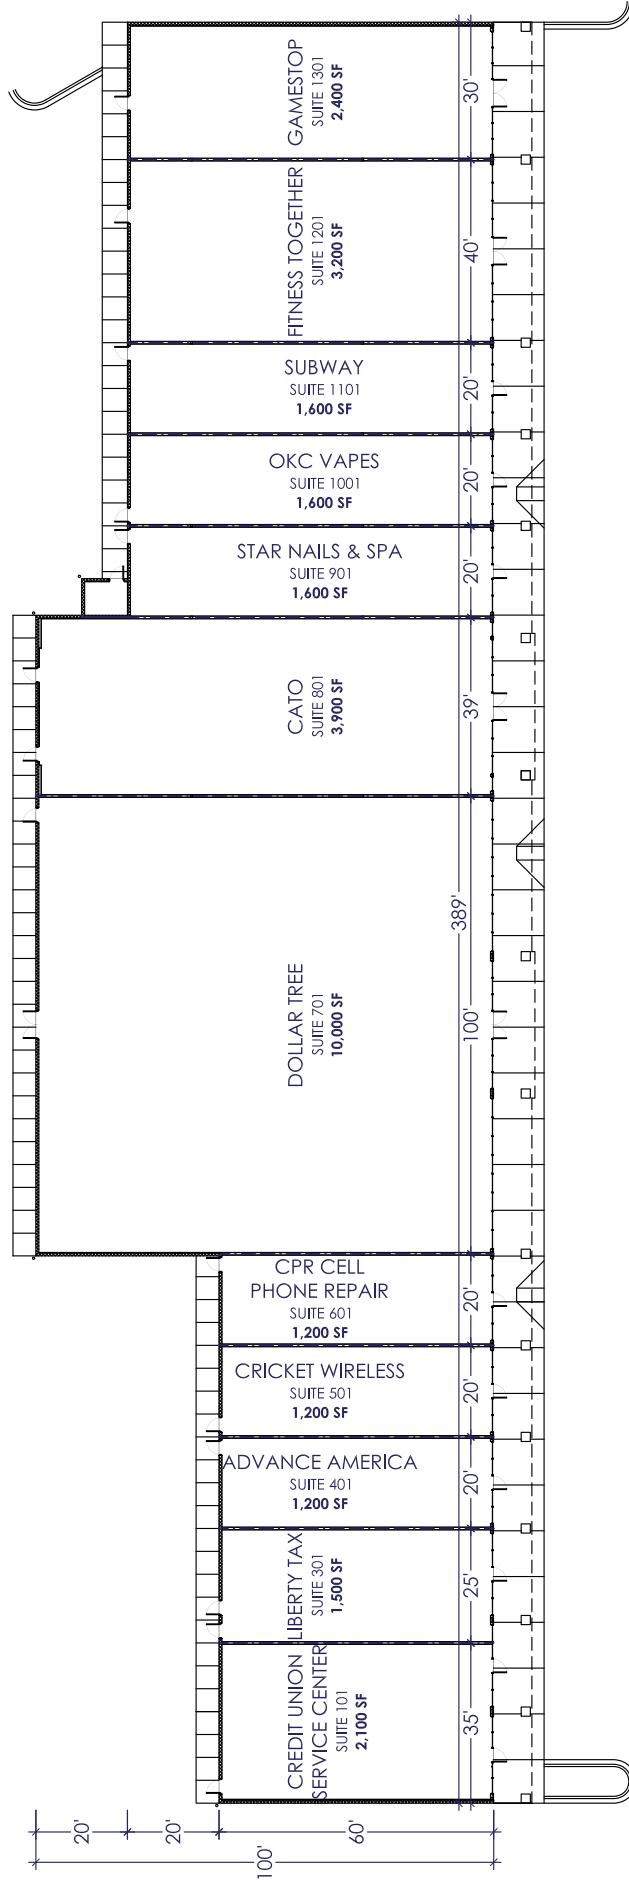 GAMESTOP
SUITE 1301
2,400 SF
30'
FITNESS TOGETHER
SUITE 1201
3,200 SF
40'
SUBWAY
SUITE 1101
1,600 SF
20'
OKC VAPES
SUITE 1001
1,600 SF
20'
STAR NAILS & SPA
SUITE 901
1,600 SF
20'
CATO
SUITE 801
3,900 SF
39'
389'
DOLLAR TREE
SUITE 701
10,000 SF
100'
CPR CELL
PHONE REPAIR
SUITE 601
1,200 SF
20'
CRICKET WIRELESS
SUITE 501
1,200 SF
20'
ADVANCE AMERICA
SUITE 401
1,200 SF
20'
LIBERTY TAX
SUITE 301
1,500 SF
25'
CREDIT UNION
SERVICE CENTER
SUITE 101
2,100 SF
35'
20'
20'
60'
100'